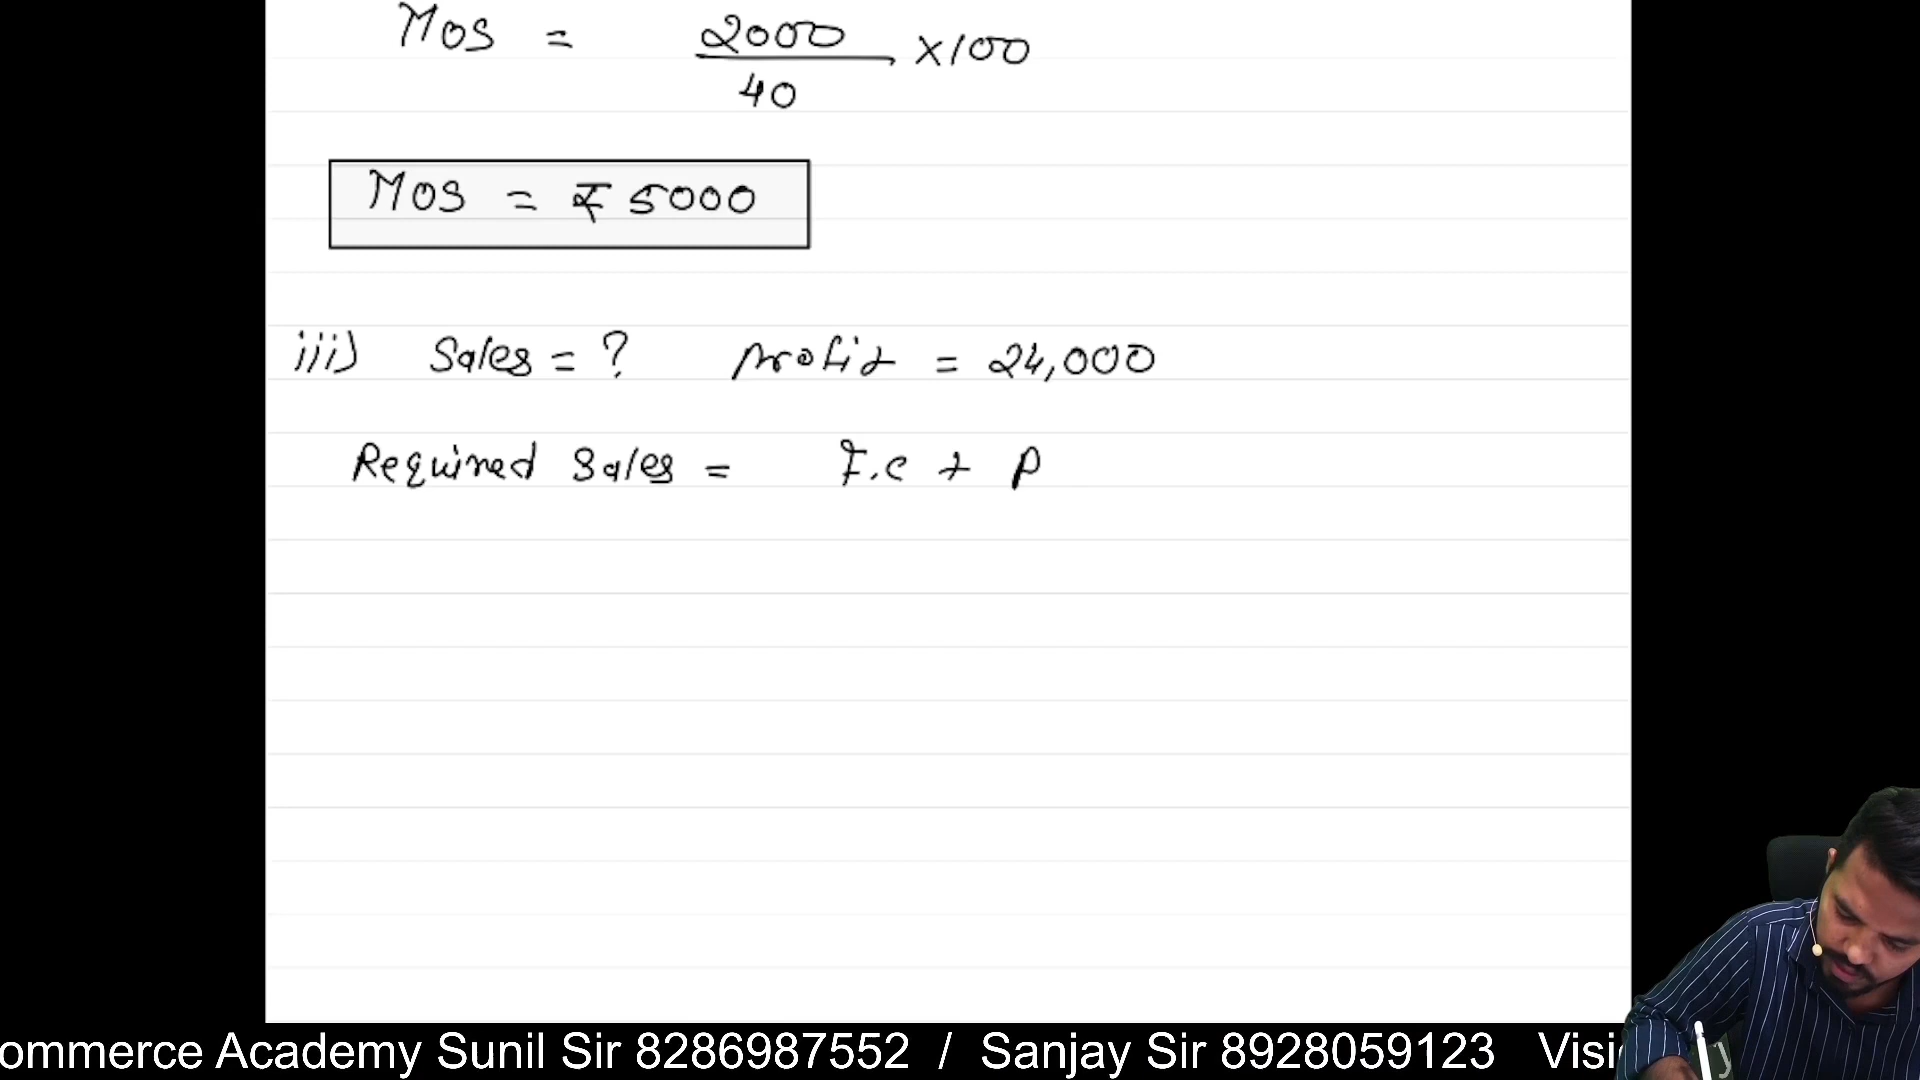 MOS = 2000
40 ×100
MOS = ₹ 5000
iii) Sales = ? profit = 24,000
Required Sales = F.C + P
ommerce Academy Sunil Sir 8286987552 / Sanjay Sir 8928059123 Visi